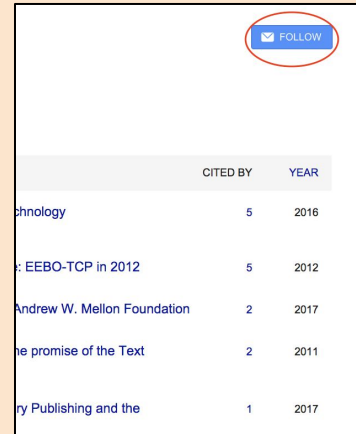 FOLLOW
CITED BY YEAR
chnology 5 2016
: EEBO-TCP in 2012 5 2012
Andrew W. Mellon Foundation 2 2017
he promise of the Text 2 2011
ry Publishing and the 1 2017